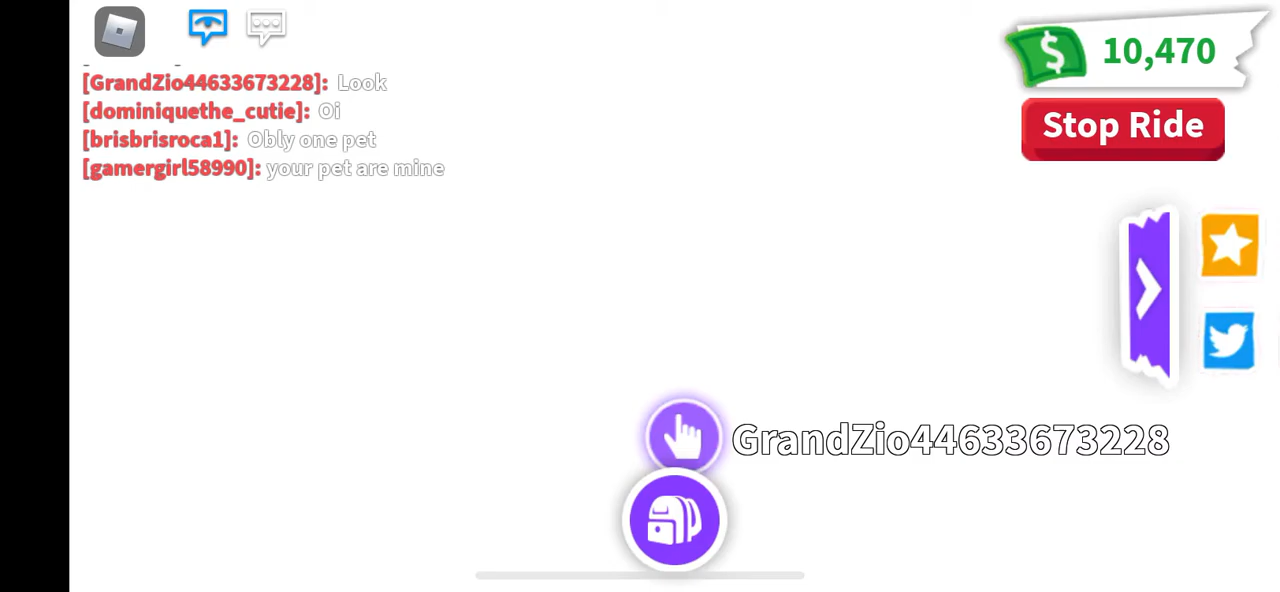 [GrandZio44633673228]: Look
[dominiquethe_cutie]: Oi
[brisbrisroca1]: Obly one pet
[gamergirl58990]: your pet are mine
$ 10,470
Stop Ride
GrandZio44633673228